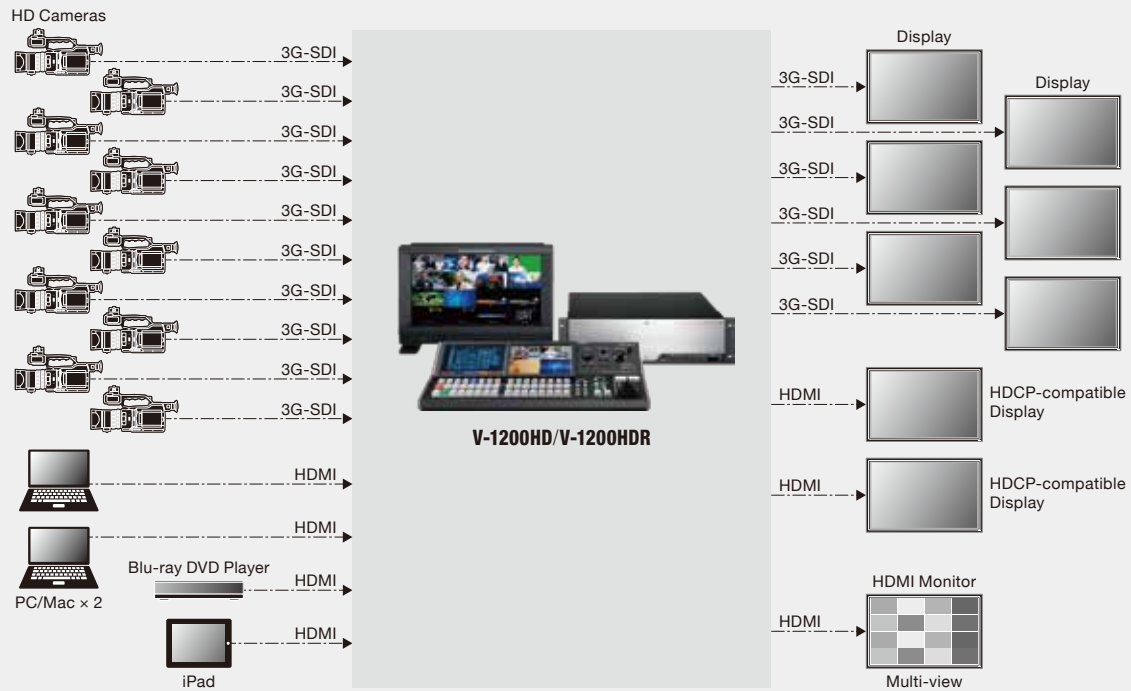 HD Cameras
3G-SDI
3G-SDI
3G-SDI
3G-SDI
3G-SDI
3G-SDI
3G-SDI
3G-SDI
3G-SDI
3G-SDI
HDMI
HDMI
PC/Mac × 2
Blu-ray DVD Player
HDMI
HDMI
iPad
V-1200HD/V-1200HDR
Display
3G-SDI
Display
3G-SDI
3G-SDI
3G-SDI
3G-SDI
3G-SDI
HDMI
HDCP-compatible
Display
HDMI
HDCP-compatible
Display
HDMI Monitor
HDMI
Multi-view